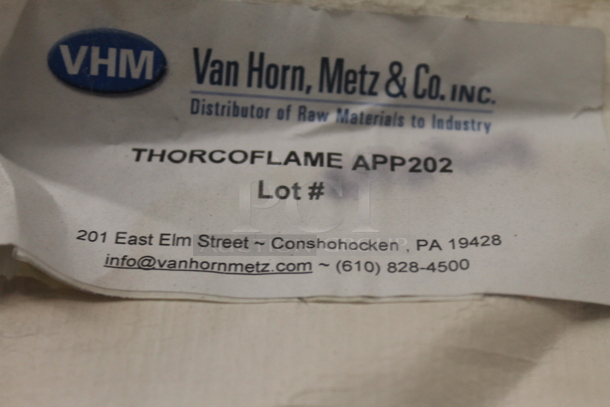 VHM
Van Horn, Metz & Co. INC.
Distributor of Raw Materials to Industry
THORCOFLAME APP202
Lot #
PCI
201 East Elm Street ~ Conshohocken , PA 19428
info@vanhornmetz.com ~ (610) 828-4500